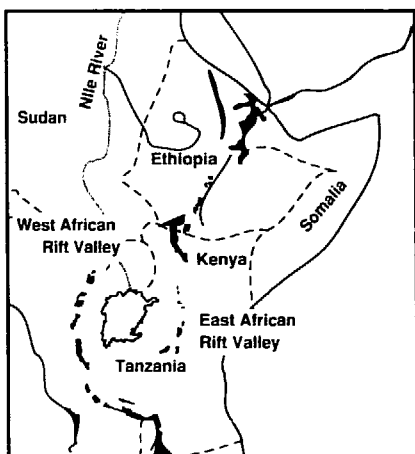 Nile River
Sudan
Ethiopia
Somalia
West African
Rift Valley
Kenya
East African
Rift Valley
Tanzania